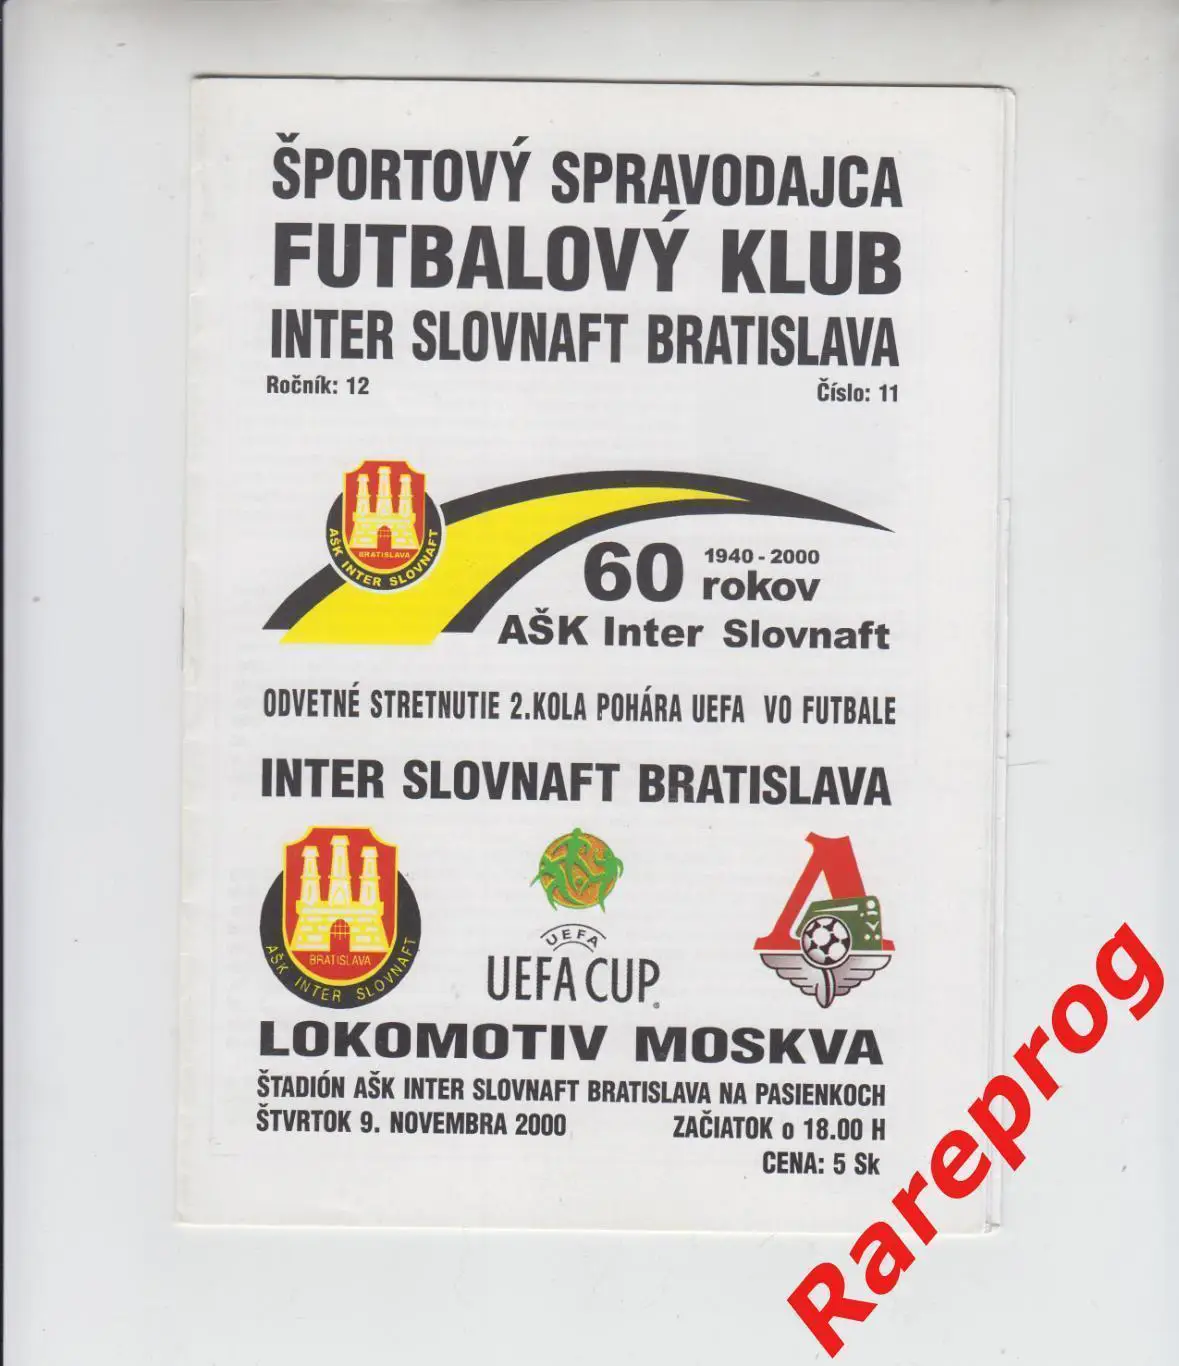 ŠPORTOVÝ SPRAVODAJCA
FUTBALOVÝ KLUB
INTER SLOVNAFT BRATISLAVA
Ročník: 12
Číslo: 11
BRATISLAVA
AŠK INTER SLOVNAFT
60 rokov
1940 - 2000
AŠK Inter Slovnaft
ODVETNÉ STRETNUTIE 2.KOLA POHÁRA UEFA VO FUTBALE
INTER SLOVNAFT BRATISLAVA
BRATISLAVA
AŠK INTER SLOVNAFT
UEFA
UEFA CUP
Л
LOKOMOTIV MOSKVA
ŠTADIÓN AŠK INTER SLOVNAFT BRATISLAVA NA PASIENKOCH
ŠTVRTOK 9. NOVEMBRA 2000
ZAČIATOK o 18.00 H
CENA: 5 Sk
Rareprog